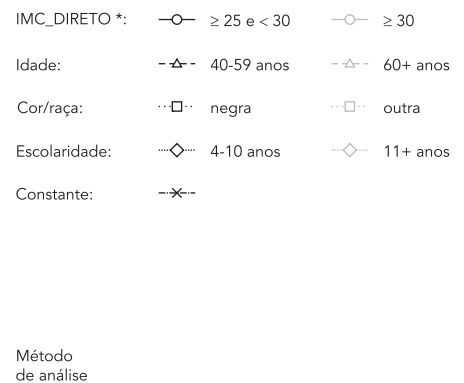 IMC_DIRETO *: ≥ 25 e < 30 ≥ 30
Idade: 40-59 anos 60+ anos
Cor/raça: negra outra
Escolaridade: 4-10 anos 11+ anos
Constante:
Método
de análise